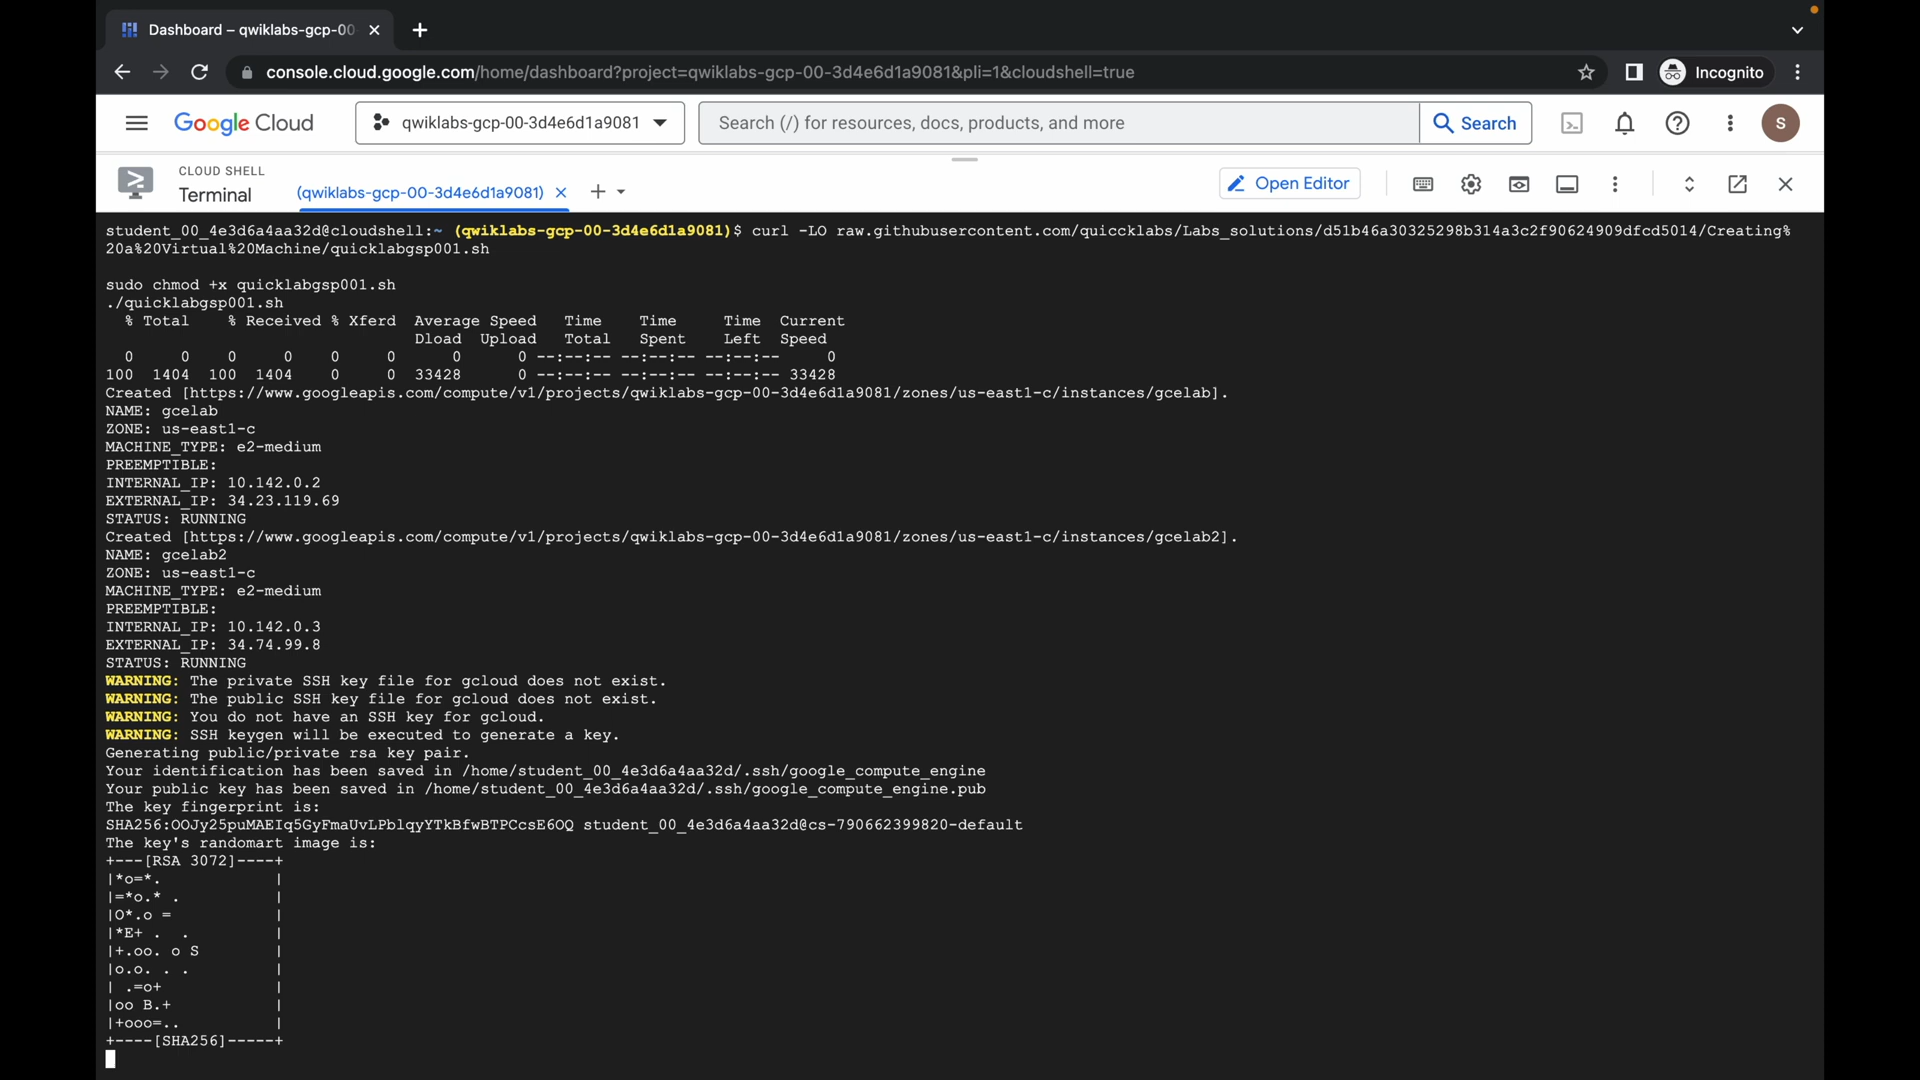 Dashboard – qwiklabs-gcp-00
console.cloud.google.com/home/dashboard?project=qwiklabs-gcp-00-3d4e6d1a9081&pli=1&cloudshell=true
Incognito
Google Cloud
qwiklabs-gcp-00-3d4e6d1a9081
Search (/) for resources, docs, products, and more
Search
S
CLOUD SHELL
Terminal
(qwiklabs-gcp-00-3d4e6d1a9081)
Open Editor
student_00_4e3d6a4aa32d@cloudshell:~ (qwiklabs-gcp-00-3d4e6d1a9081)$ curl -LO raw.githubusercontent.com/quiccklabs/Labs_solutions/d51b46a30325298b314a3c2f90624909dfcd5014/Creating%
20a%20Virtual%20Machine/quicklabgsp001.sh
sudo chmod +x quicklabgsp001.sh
./quicklabgsp001.sh
% Total % Received % Xferd Average Speed Time Time Time Current
Dload Upload Total Spent Left Speed
0 0 0 0 0 0 0 0 --:--:-- --:--:-- --:--:-- 0
100 1404 100 1404 0 0 33428 0 --:--:-- --:--:-- --:--:-- 33428
Created [https://www.googleapis.com/compute/v1/projects/qwiklabs-gcp-00-3d4e6d1a9081/zones/us-east1-c/instances/gcelab].
NAME: gcelab
ZONE: us-east1-c
MACHINE_TYPE: e2-medium
PREEMPTIBLE:
INTERNAL_IP: 10.142.0.2
EXTERNAL_IP: 34.23.119.69
STATUS: RUNNING
Created [https://www.googleapis.com/compute/v1/projects/qwiklabs-gcp-00-3d4e6d1a9081/zones/us-east1-c/instances/gcelab2].
NAME: gcelab2
ZONE: us-east1-c
MACHINE_TYPE: e2-medium
PREEMPTIBLE:
INTERNAL_IP: 10.142.0.3
EXTERNAL_IP: 34.74.99.8
STATUS: RUNNING
WARNING: The private SSH key file for gcloud does not exist.
WARNING: The public SSH key file for gcloud does not exist.
WARNING: You do not have an SSH key for gcloud.
WARNING: SSH keygen will be executed to generate a key.
Generating public/private rsa key pair.
Your identification has been saved in /home/student_00_4e3d6a4aa32d/.ssh/google_compute_engine
Your public key has been saved in /home/student_00_4e3d6a4aa32d/.ssh/google_compute_engine.pub
The key fingerprint is:
SHA256:OOJy25puMAEIq5GyFmaUvLPblqyYTkBfwBTPCcsE6OQ student_00_4e3d6a4aa32d@cs-790662399820-default
The key's randomart image is:
+---[RSA 3072]----+
|*o=*.            |
|=*o.* .          |
|O*.o =           |
|*E+ .  .         |
|+.oo. o S        |
|o.o. . .         |
| .=o+            |
|oo B.+           |
|+ooo=..          |
+----[SHA256]-----+